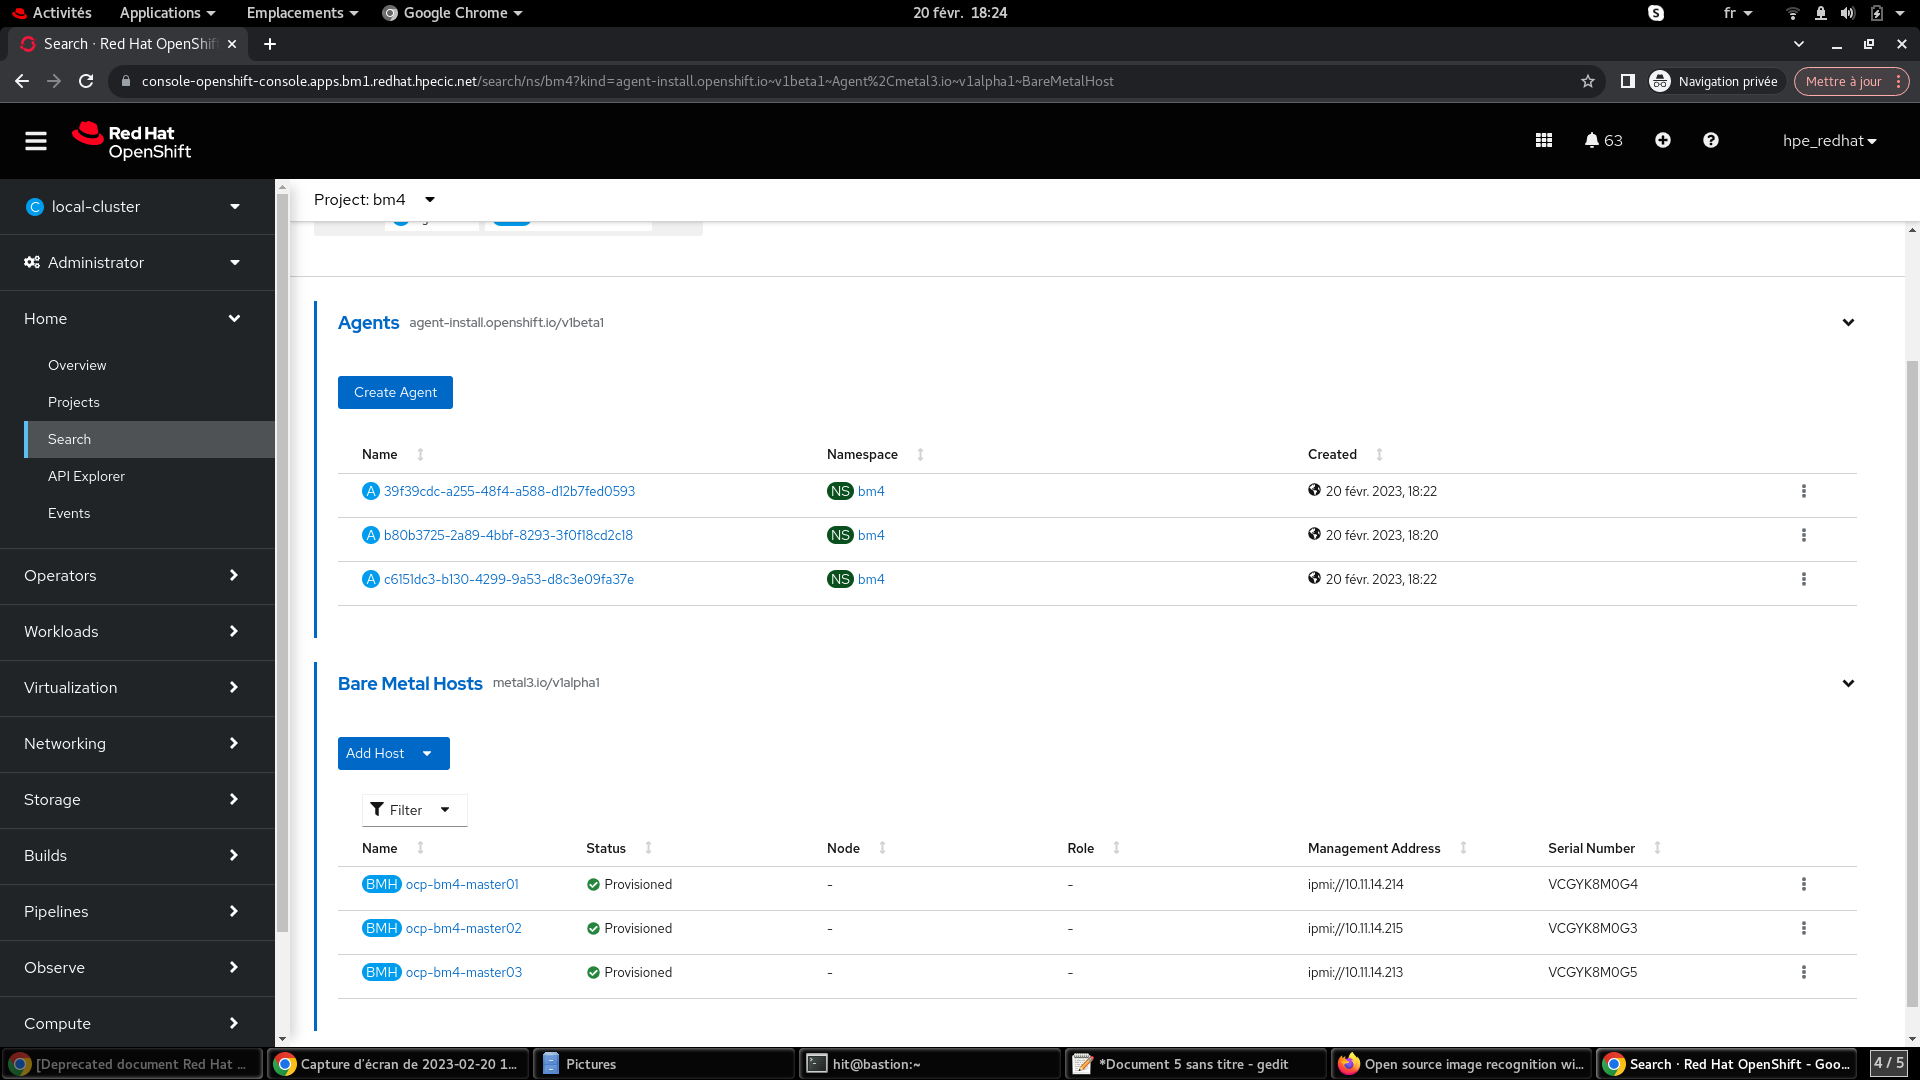 Activités Applications Emplacements Google Chrome 20 févr. 18:24 fr
Search · Red Hat OpenShift
console-openshift-console.apps.bm1.redhat.hpecic.net/search/ns/bm4?kind=agent-install.openshift.io~v1beta1~Agent%2Cmetal3.io~v1alpha1~BareMetalHost Navigation privée Mettre à jour
Red Hat
OpenShift
63 hpe_redhat
C local-cluster
Project: bm4
Administrator
Home
Overview
Projects
Search
API Explorer
Events
Operators
Workloads
Virtualization
Networking
Storage
Builds
Pipelines
Observe
Compute
Agents agent-install.openshift.io/v1beta1
Create Agent
Name Namespace Created
A 39f39cdc-a255-48f4-a588-d12b7fed0593 NS bm4 20 févr. 2023, 18:22
A b80b3725-2a89-4bbf-8293-3f0f18cd2c18 NS bm4 20 févr. 2023, 18:20
A c6151dc3-b130-4299-9a53-d8c3e09fa37e NS bm4 20 févr. 2023, 18:22
Bare Metal Hosts metal3.io/v1alpha1
Add Host
Filter
Name Status Node Role Management Address Serial Number
BMH ocp-bm4-master01 Provisioned - - ipmi://10.11.14.214 VCGYK8M0G4
BMH ocp-bm4-master02 Provisioned - - ipmi://10.11.14.215 VCGYK8M0G3
BMH ocp-bm4-master03 Provisioned - - ipmi://10.11.14.213 VCGYK8M0G5
[Deprecated document Red Hat ... Capture d'écran de 2023-02-20 1... Pictures hit@bastion:~ *Document 5 sans titre - gedit Open source image recognition wi... Search · Red Hat OpenShift - Goo... 4 / 5